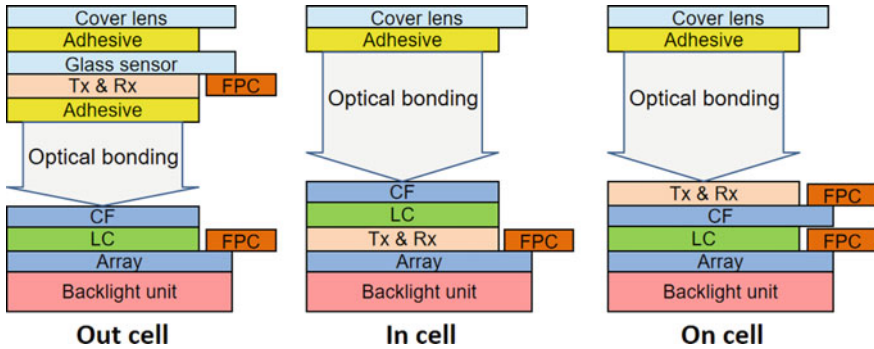 Cover lens
Adhesive
Glass sensor
Tx & Rx FPC
Adhesive
Optical bonding
CF
LC FPC
Array
Backlight unit
Out cell
Cover lens
Adhesive
Optical bonding
CF
LC
Tx & Rx FPC
Array
Backlight unit
In cell
Cover lens
Adhesive
Optical bonding
Tx & Rx FPC
CF
LC FPC
Array
Backlight unit
On cell